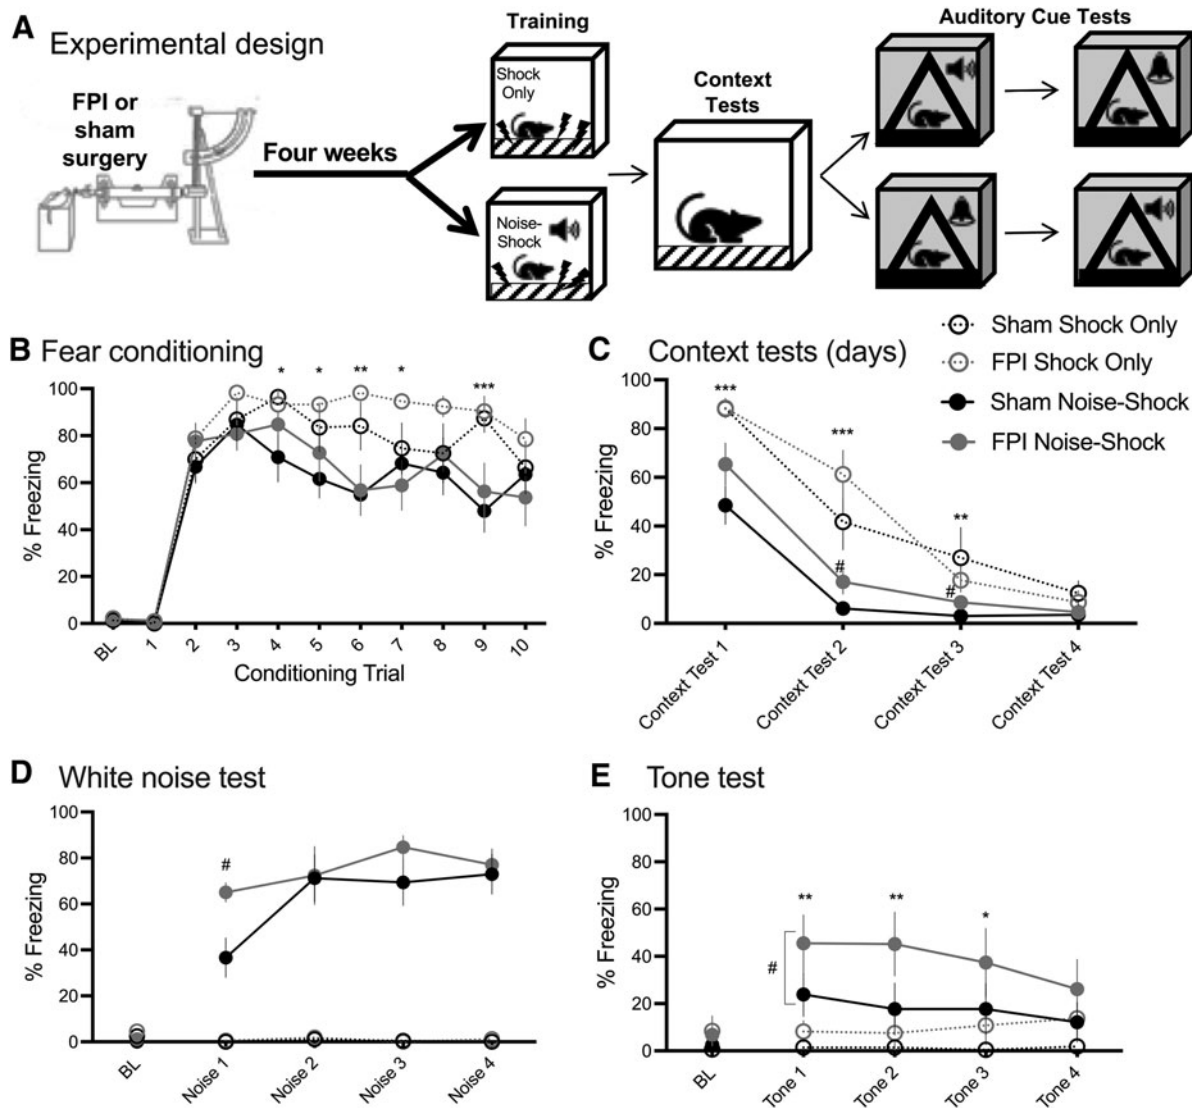 A Experimental design
FPI or
sham
surgery
Four weeks
Training
Shock
Only
Noise-
Shock
Context
Tests
Auditory Cue Tests
B Fear conditioning
* * ** * ***
% Freezing
100
80
60
40
20
0
BL 1 2 3 4 5 6 7 8 9 10
Conditioning Trial
C Context tests (days)
Sham Shock Only
FPI Shock Only
Sham Noise-Shock
FPI Noise-Shock
*** *** **
# #
% Freezing
100
80
60
40
20
0
Context Test 1 Context Test 2 Context Test 3 Context Test 4
D White noise test
#
% Freezing
100
80
60
40
20
0
BL Noise 1 Noise 2 Noise 3 Noise 4
E Tone test
** ** *
#
% Freezing
100
80
60
40
20
0
BL Tone 1 Tone 2 Tone 3 Tone 4